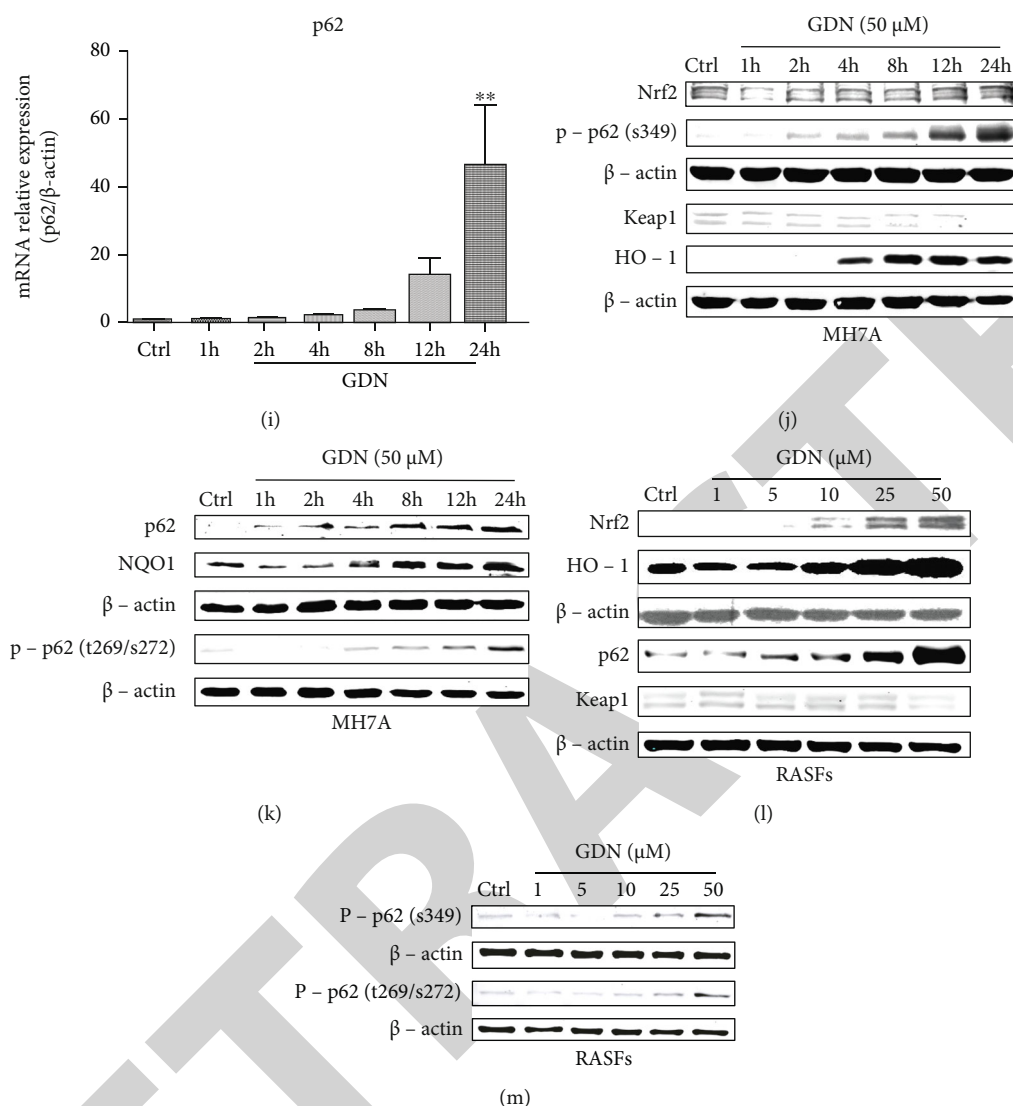 p62
mRNA relative expression
(p62/β-actin)
80
60
40
20
0
**
Ctrl 1h 2h 4h 8h 12h 24h
GDN
(i)
GDN (50 μM)
Ctrl 1h 2h 4h 8h 12h 24h
Nrf2
p – p62 (s349)
β – actin
Keap1
HO – 1
β – actin
MH7A
(j)
GDN (50 μM)
Ctrl 1h 2h 4h 8h 12h 24h
p62
NQO1
β – actin
p – p62 (t269/s272)
β – actin
MH7A
(k)
GDN (μM)
Ctrl 1 5 10 25 50
Nrf2
HO – 1
β – actin
p62
Keap1
β – actin
RASFs
(l)
GDN (μM)
Ctrl 1 5 10 25 50
P – p62 (s349)
β – actin
P – p62 (t269/s272)
β – actin
RASFs
(m)